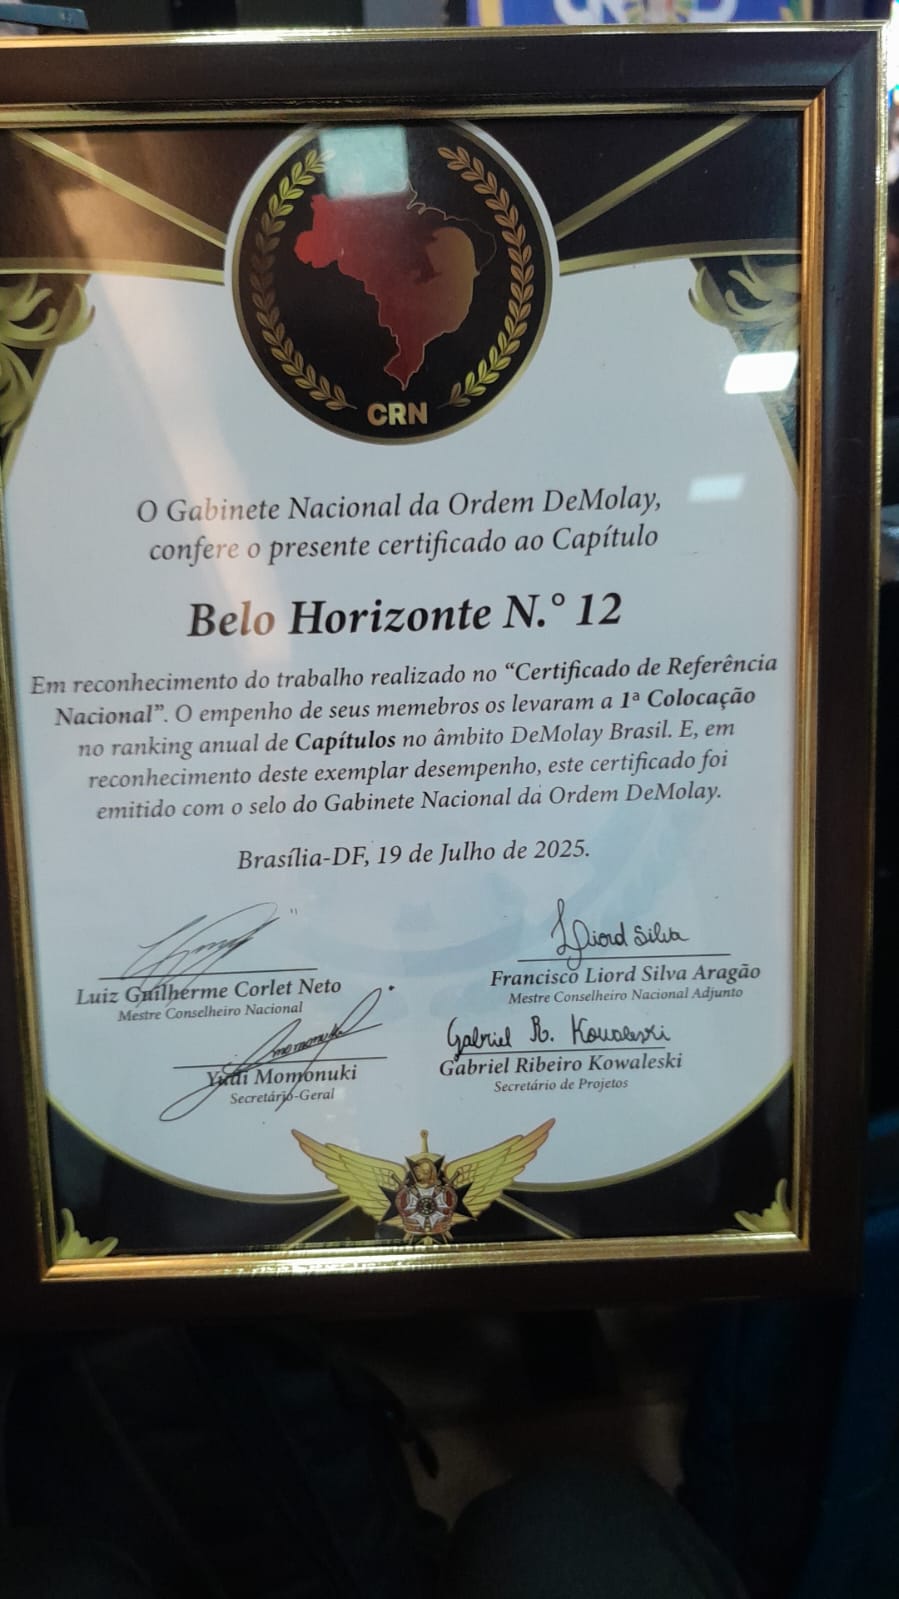 CRN
O Gabinete Nacional da Ordem DeMolay,
confere o presente certificado ao Capítulo
Belo Horizonte N.° 12
Em reconhecimento do trabalho realizado no “Certificado de Referência
Nacional”. O empenho de seus memebros os levaram a 1ª Colocação
no ranking anual de Capítulos no âmbito DeMolay Brasil. E, em
reconhecimento deste exemplar desempenho, este certificado foi
emitido com o selo do Gabinete Nacional da Ordem DeMolay.
Brasília-DF, 19 de Julho de 2025.
Liord Silva
Luiz Guilherme Corlet Neto
Mestre Conselheiro Nacional
Francisco Liord Silva Aragão
Mestre Conselheiro Nacional Adjunto
Gabriel R. Kowaleski
Yudi Momonuki
Secretário-Geral
Gabriel Ribeiro Kowaleski
Secretário de Projetos